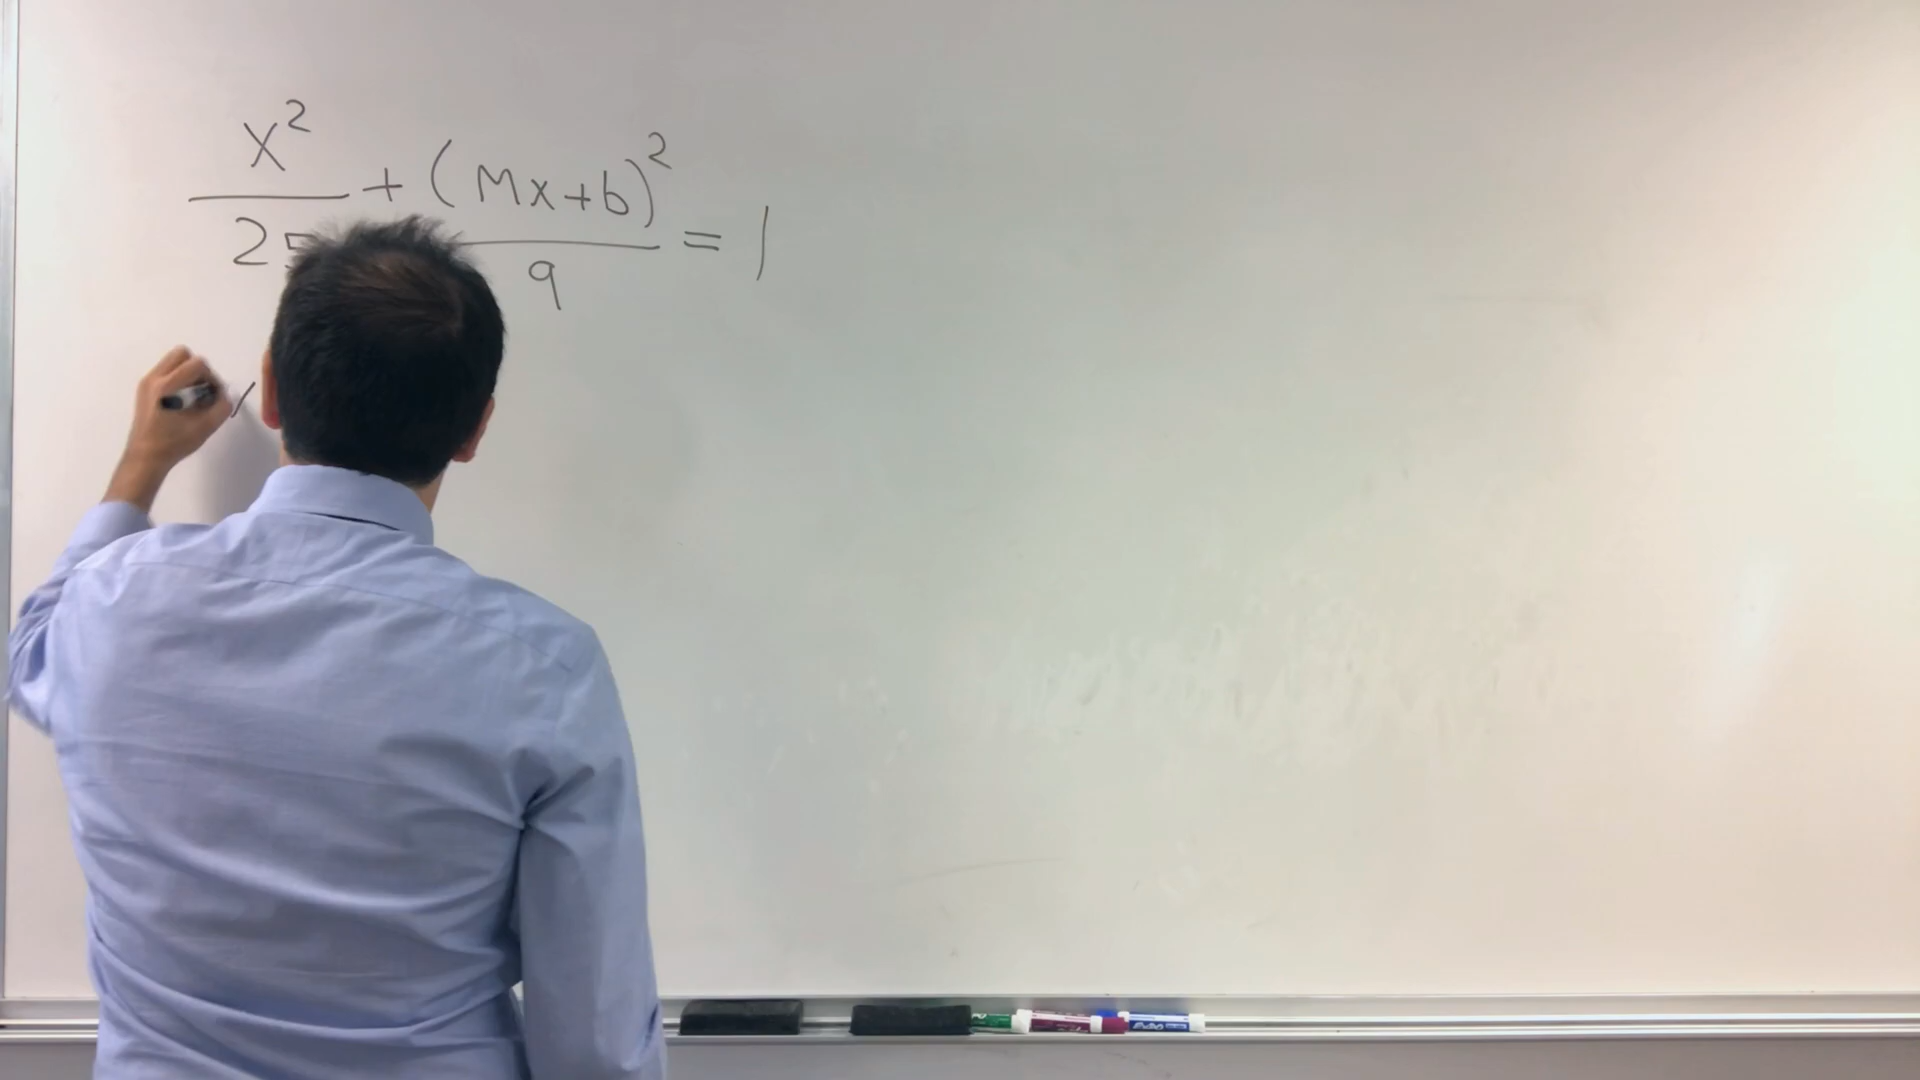 x²/25 + (Mx+b)²/9 = 1
x